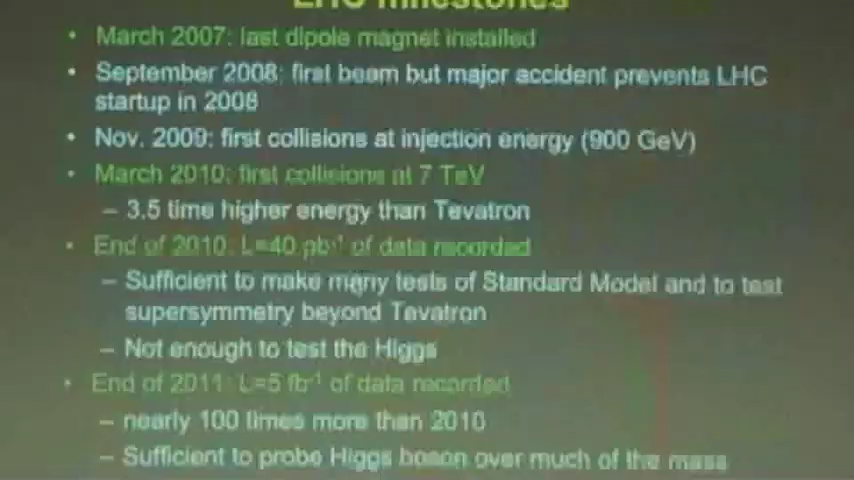 LHC milestones
• March 2007: last dipole magnet installed
• September 2008: first beam but major accident prevents LHC
startup in 2008
• Nov. 2009: first collisions at injection energy (900 GeV)
• March 2010: first collisions at 7 TeV
– 3.5 time higher energy than Tevatron
• End of 2010: L=40 pb⁻¹ of data recorded
– Sufficient to make many tests of Standard Model and to test
supersymmetry beyond Tevatron
– Not enough to test the Higgs
• End of 2011: L=5 fb⁻¹ of data recorded
– nearly 100 times more than 2010
– Sufficient to probe Higgs boson over much of the mass